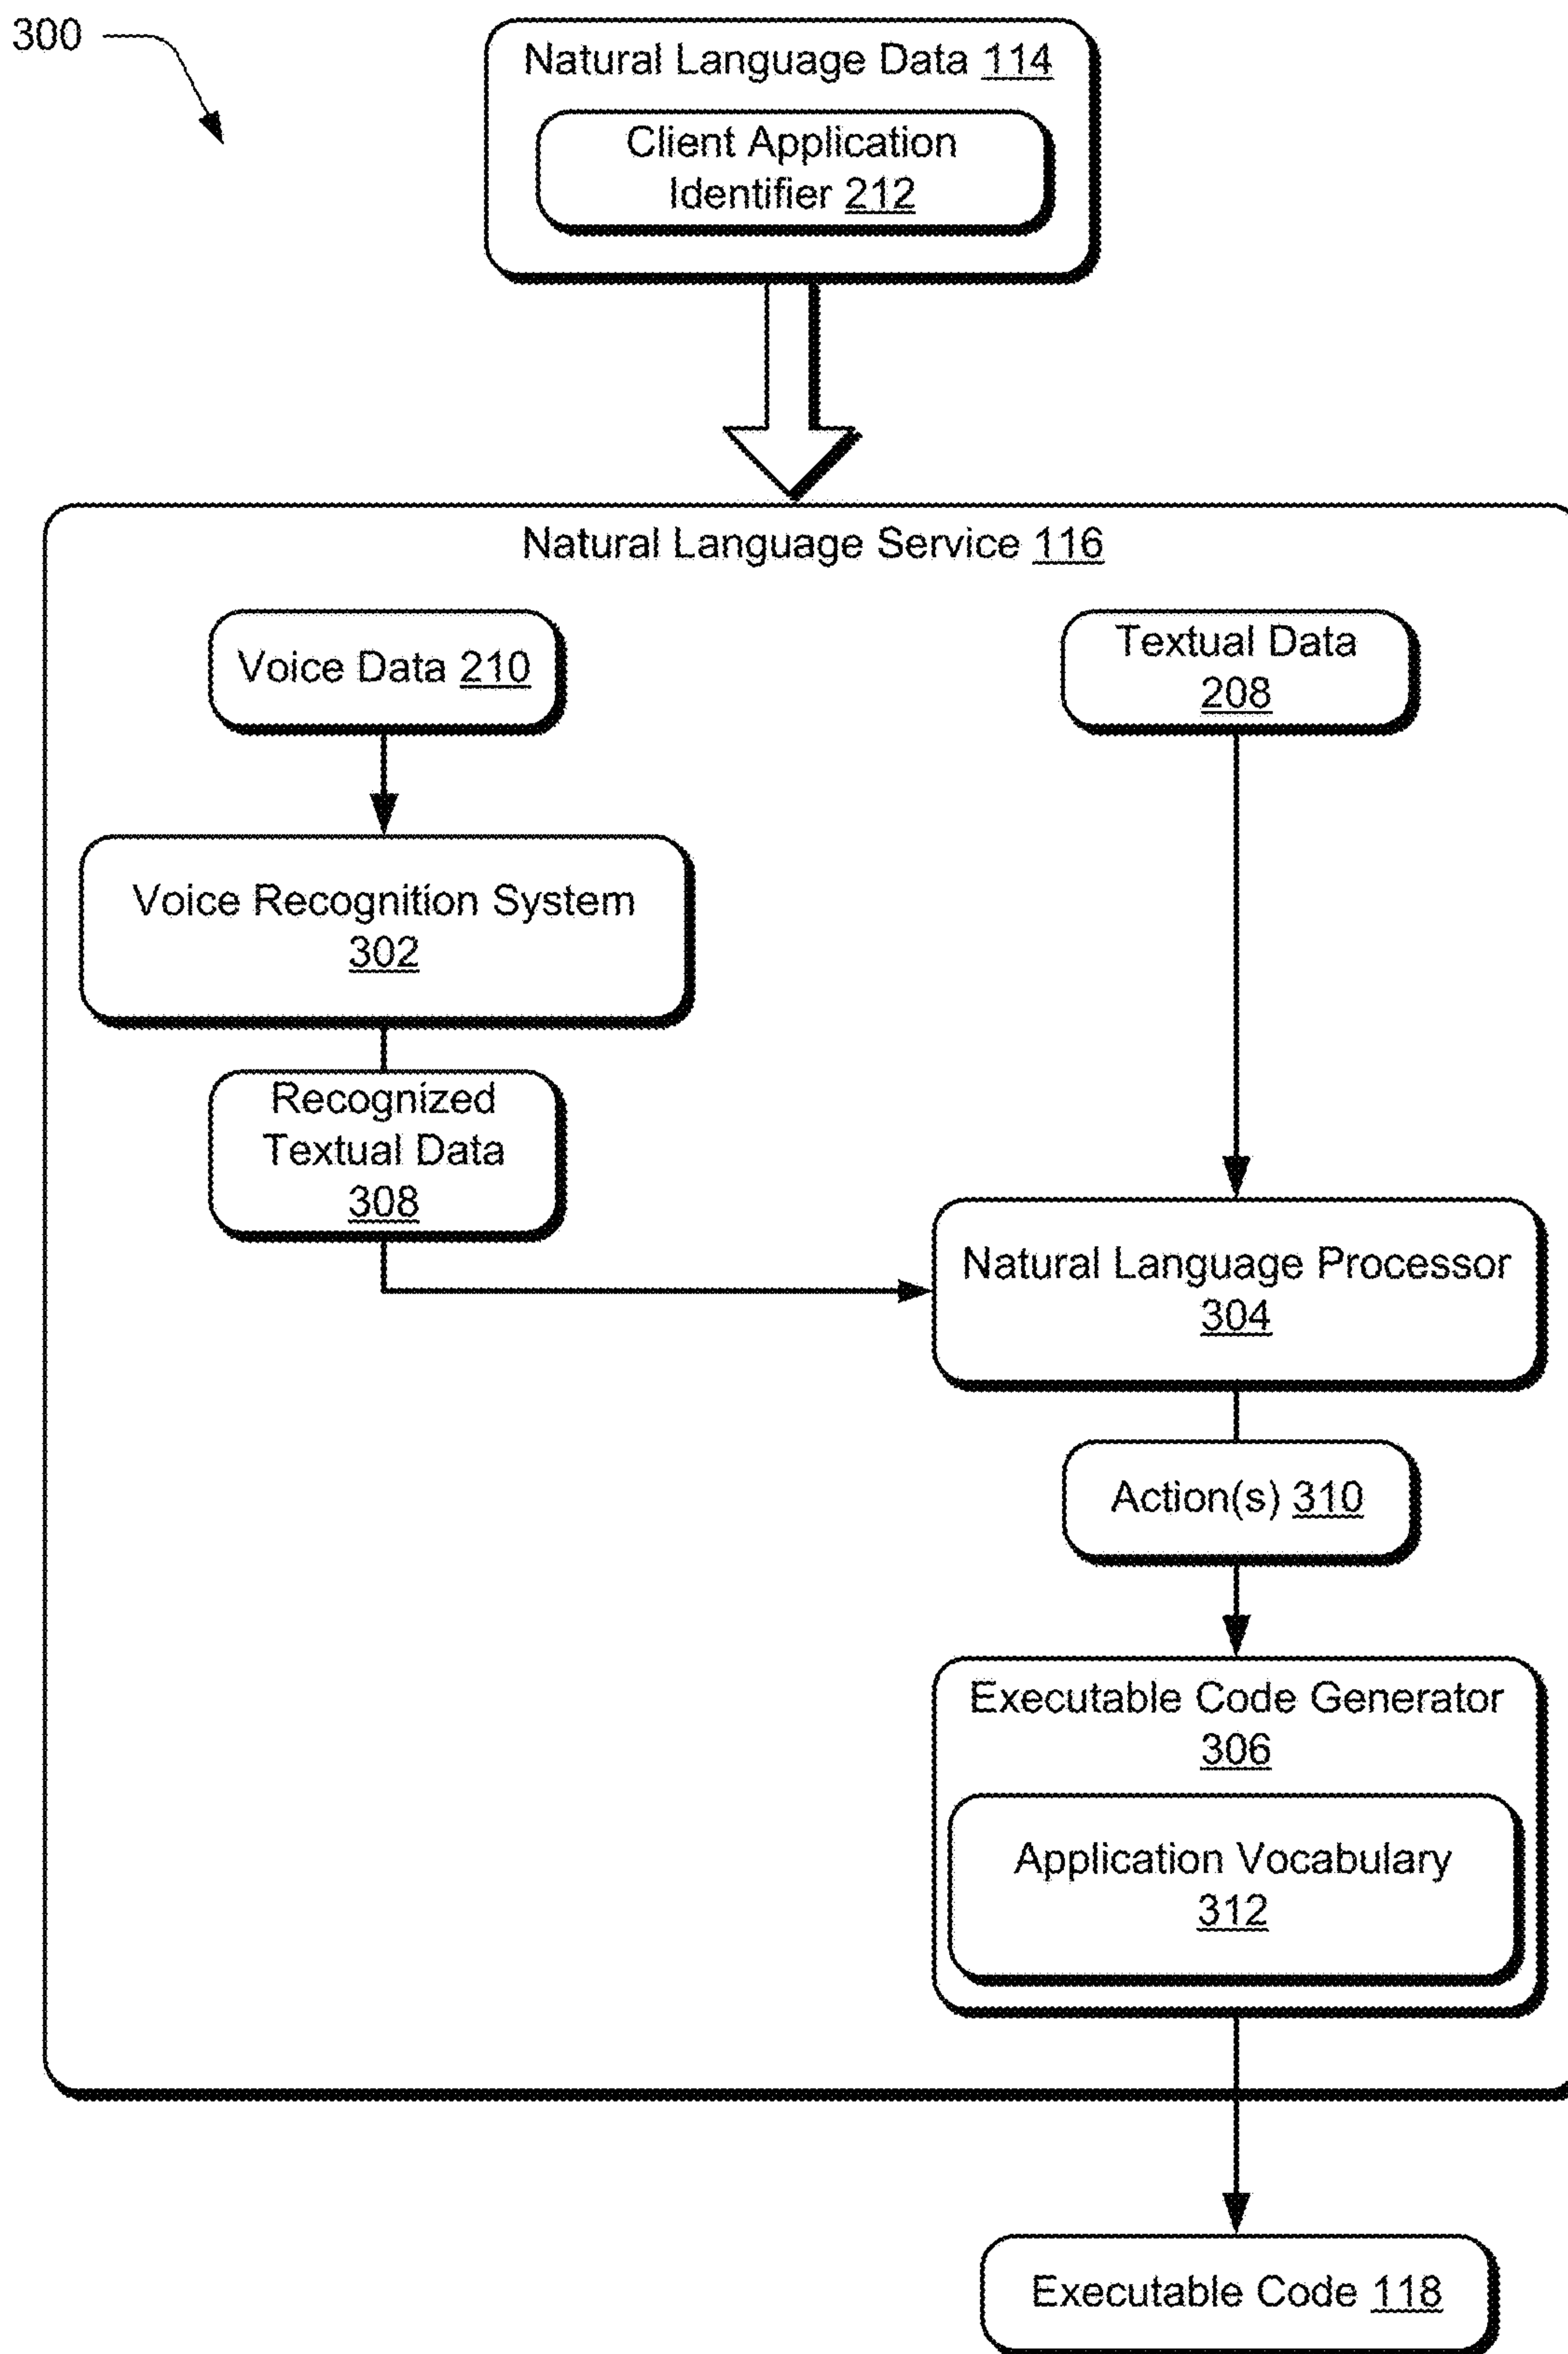 300
Natural Language Data 114
Client Application
Identifier 212
Natural Language Service 116
Voice Data 210
Textual Data
208
Voice Recognition System
302
Recognized
Textual Data
308
Natural Language Processor
304
Action(s) 310
Executable Code Generator
306
Application Vocabulary
312
Executable Code 118